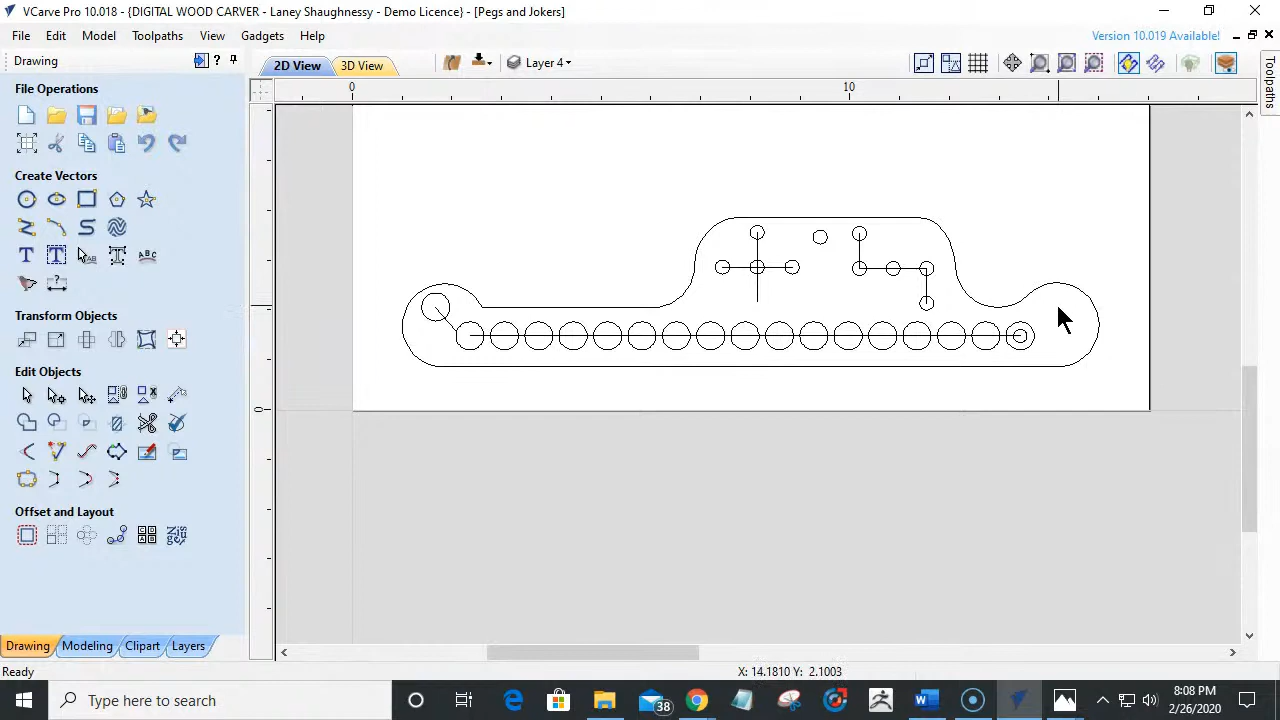 VCarve Pro 10.018 - {DIGITAL WOOD CARVER - Laney Shaughnessy - Demo Licence} - [Pegs and Jokers]
File Edit Model Toolpaths View Gadgets Help Version 10.019 Available!
Drawing ? 2D View 3D View Layer 4
Toolpaths
File Operations
0 10
Create Vectors
T T T ABC
AB
Transform Objects
Edit Objects
0
Offset and Layout
Drawing Modeling Clipart Layers
Ready X: 14.1810 Y: 2.1003
Type here to search 38 8:08 PM
2/26/2020